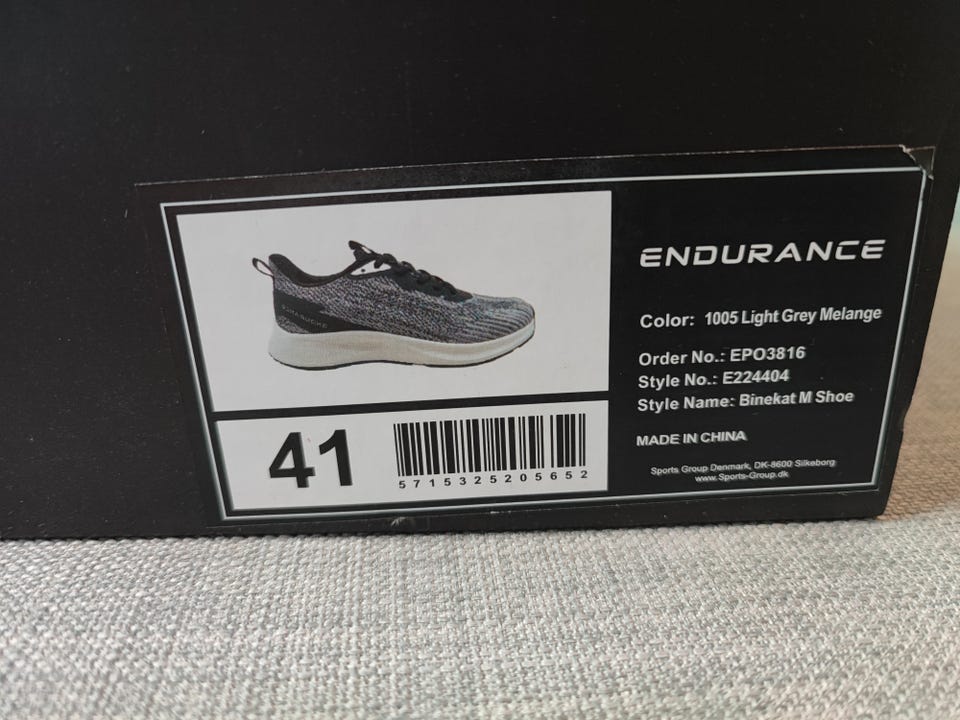 ENDURANCE
Color: 1005 Light Grey Melange
Order No.: EPO3816
Style No.: E224404
Style Name: Binekat M Shoe
MADE IN CHINA
Sports Group Denmark, DK-8600 Silkeborg
www.Sports-Group.dk
41
5715325205652